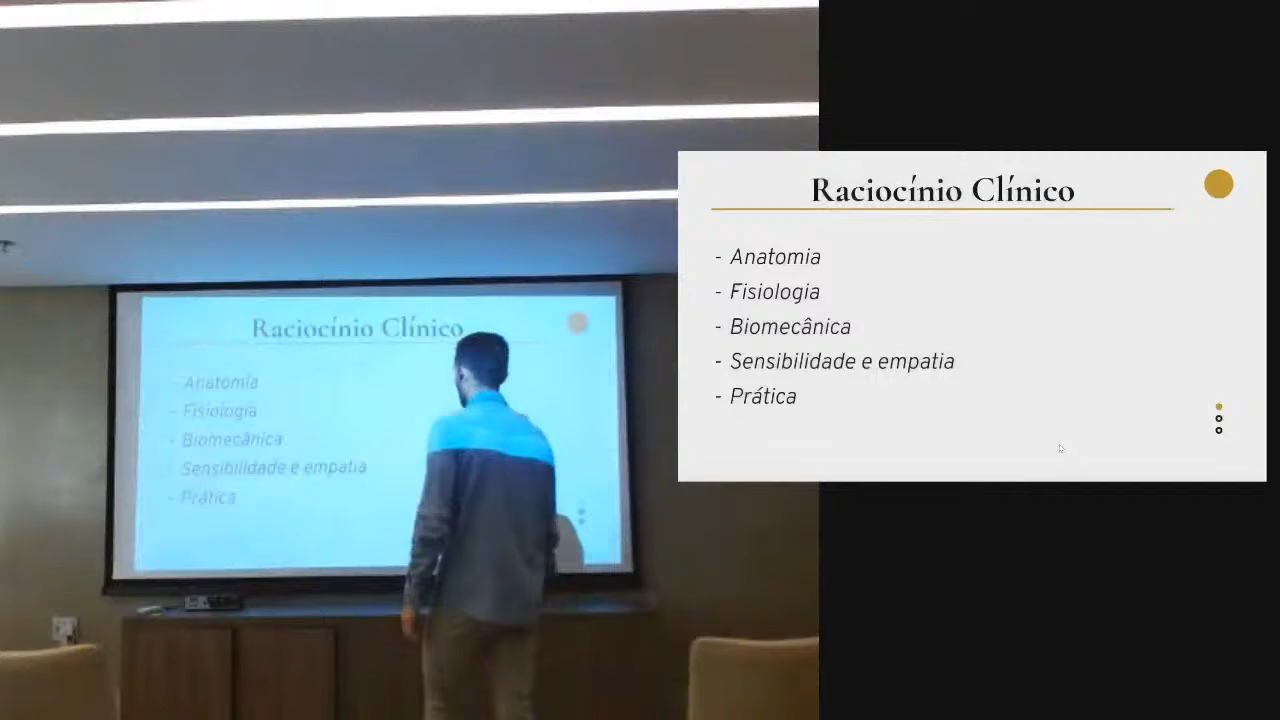 Raciocínio Clínico
- Anatomia
- Fisiologia
- Biomecânica
- Sensibilidade e empatia
- Prática
Raciocínio Clínico
- Anatomia
- Fisiologia
- Biomecânica
- Sensibilidade e empatia
- Prática